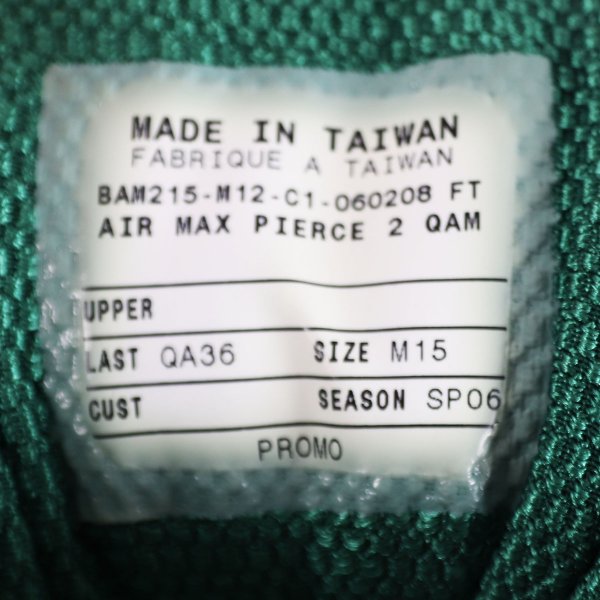 MADE IN TAIWAN
FABRIQUE A TAIWAN
BAM215-M12-C1-060208 FT
AIR MAX PIERCE 2 QAM
UPPER
LAST QA36 SIZE M15
CUST SEASON SP06
PROMO